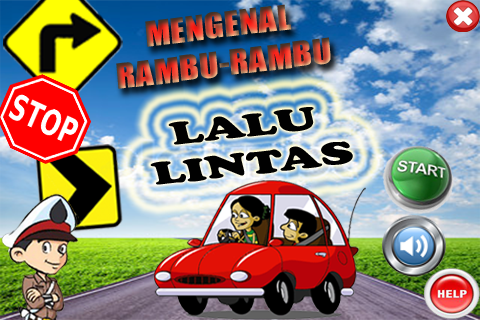 MENGENAL
RAMBU-RAMBU
STOP
LALU
LINTAS
START
HELP